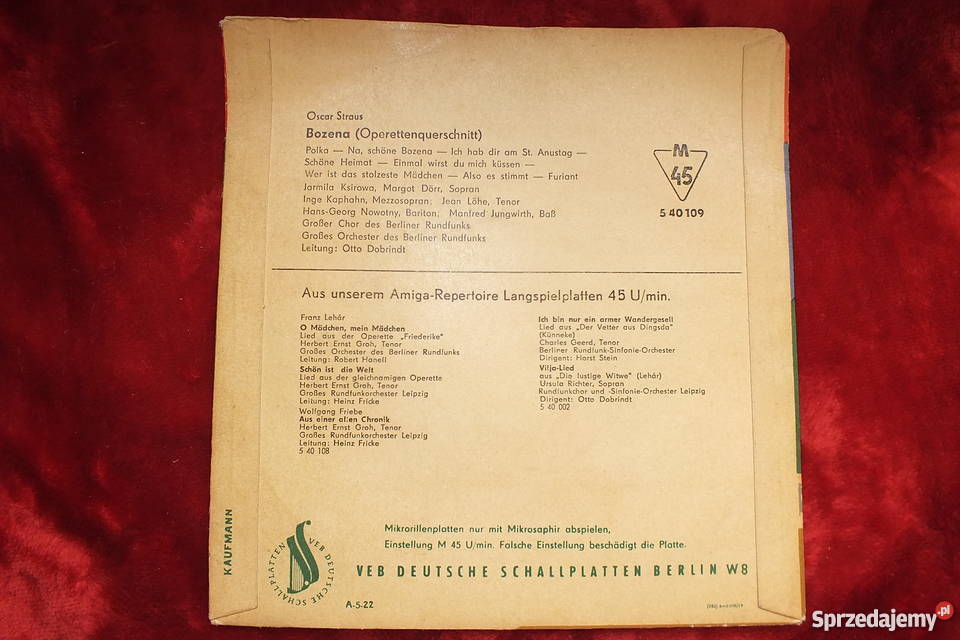 Oscar Straus
Bozena (Operettenquerschnitt)
Polka — Na, schöne Bozena — Ich hab dir am St. Anustag —
Schöne Heimat — Einmal wirst du mich küssen —
Wer ist das stolzeste Mädchen — Also es stimmt — Furiant
Jarmila Ksirowa, Margot Dörr, Sopran
Inge Kaphahn, Mezzosopran; Jean Löhe, Tenor
Hans-Georg Nowotny, Bariton; Manfred Jungwirth, Baß
Großer Chor des Berliner Rundfunks
Großes Orchester des Berliner Rundfunks
Leitung: Otto Dobrindt
M
45
5 40 109
Aus unserem Amiga-Repertoire Langspielplatten 45 U/min.
Franz Lehár
O Mädchen, mein Mädchen
Lied aus der Operette „Friederike"
Herbert Ernst Groh, Tenor
Großes Orchester des Berliner Rundfunks
Leitung: Robert Hanell
Schön ist die Welt
Lied aus der gleichnamigen Operette
Herbert Ernst Groh, Tenor
Großes Rundfunkorchester Leipzig
Leitung: Heinz Fricke
Wolfgang Friebe
Aus einer alten Chronik
Herbert Ernst Groh, Tenor
Großes Rundfunkorchester Leipzig
Leitung: Heinz Fricke
5 40 108
Ich bin nur ein armer Wandergesell
Lied aus „Der Vetter aus Dingsda"
(Künneke)
Charles Geerd, Tenor
Berliner Rundfunk-Sinfonie-Orchester
Dirigent: Horst Stein
Vilja-Lied
aus „Die lustige Witwe" (Lehár)
Ursula Richter, Sopran
Rundfunkchor und -Sinfonie-Orchester Leipzig
Dirigent: Otto Dobrindt
5 40 002
KAUFMANN
VEB DEUTSCHE SCHALLPLATTEN
Mikrorillenplatten nur mit Mikrosaphir abspielen,
Einstellung M 45 U/min. Falsche Einstellung beschädigt die Platte.
VEB DEUTSCHE SCHALLPLATTEN BERLIN W8
A-5-22
Sprzedajemy.pl